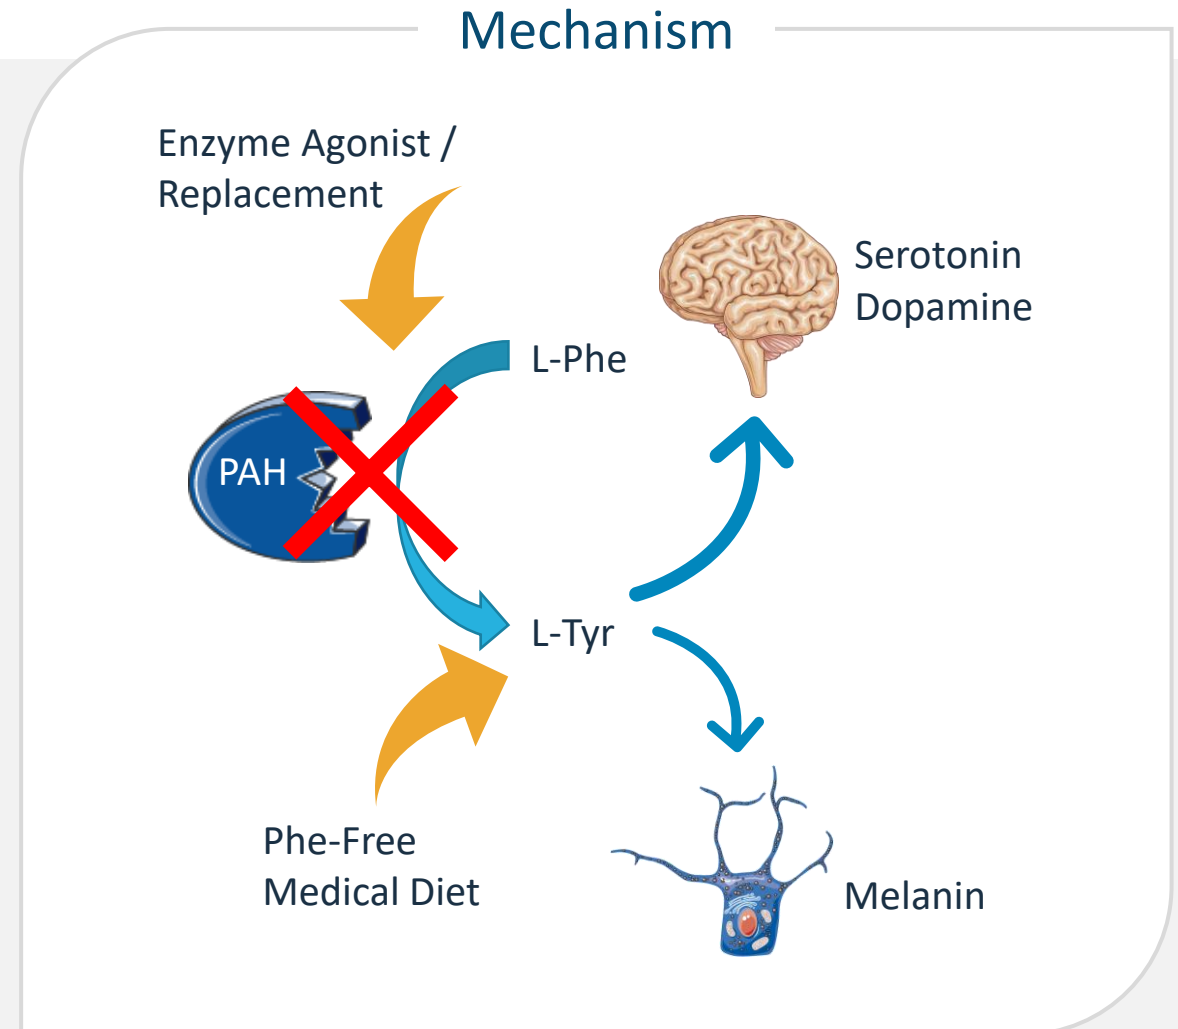 Mechanism
Enzyme Agonist /
Replacement
Serotonin
Dopamine
L-Phe
PAH
L-Tyr
Phe-Free
Medical Diet
Melanin